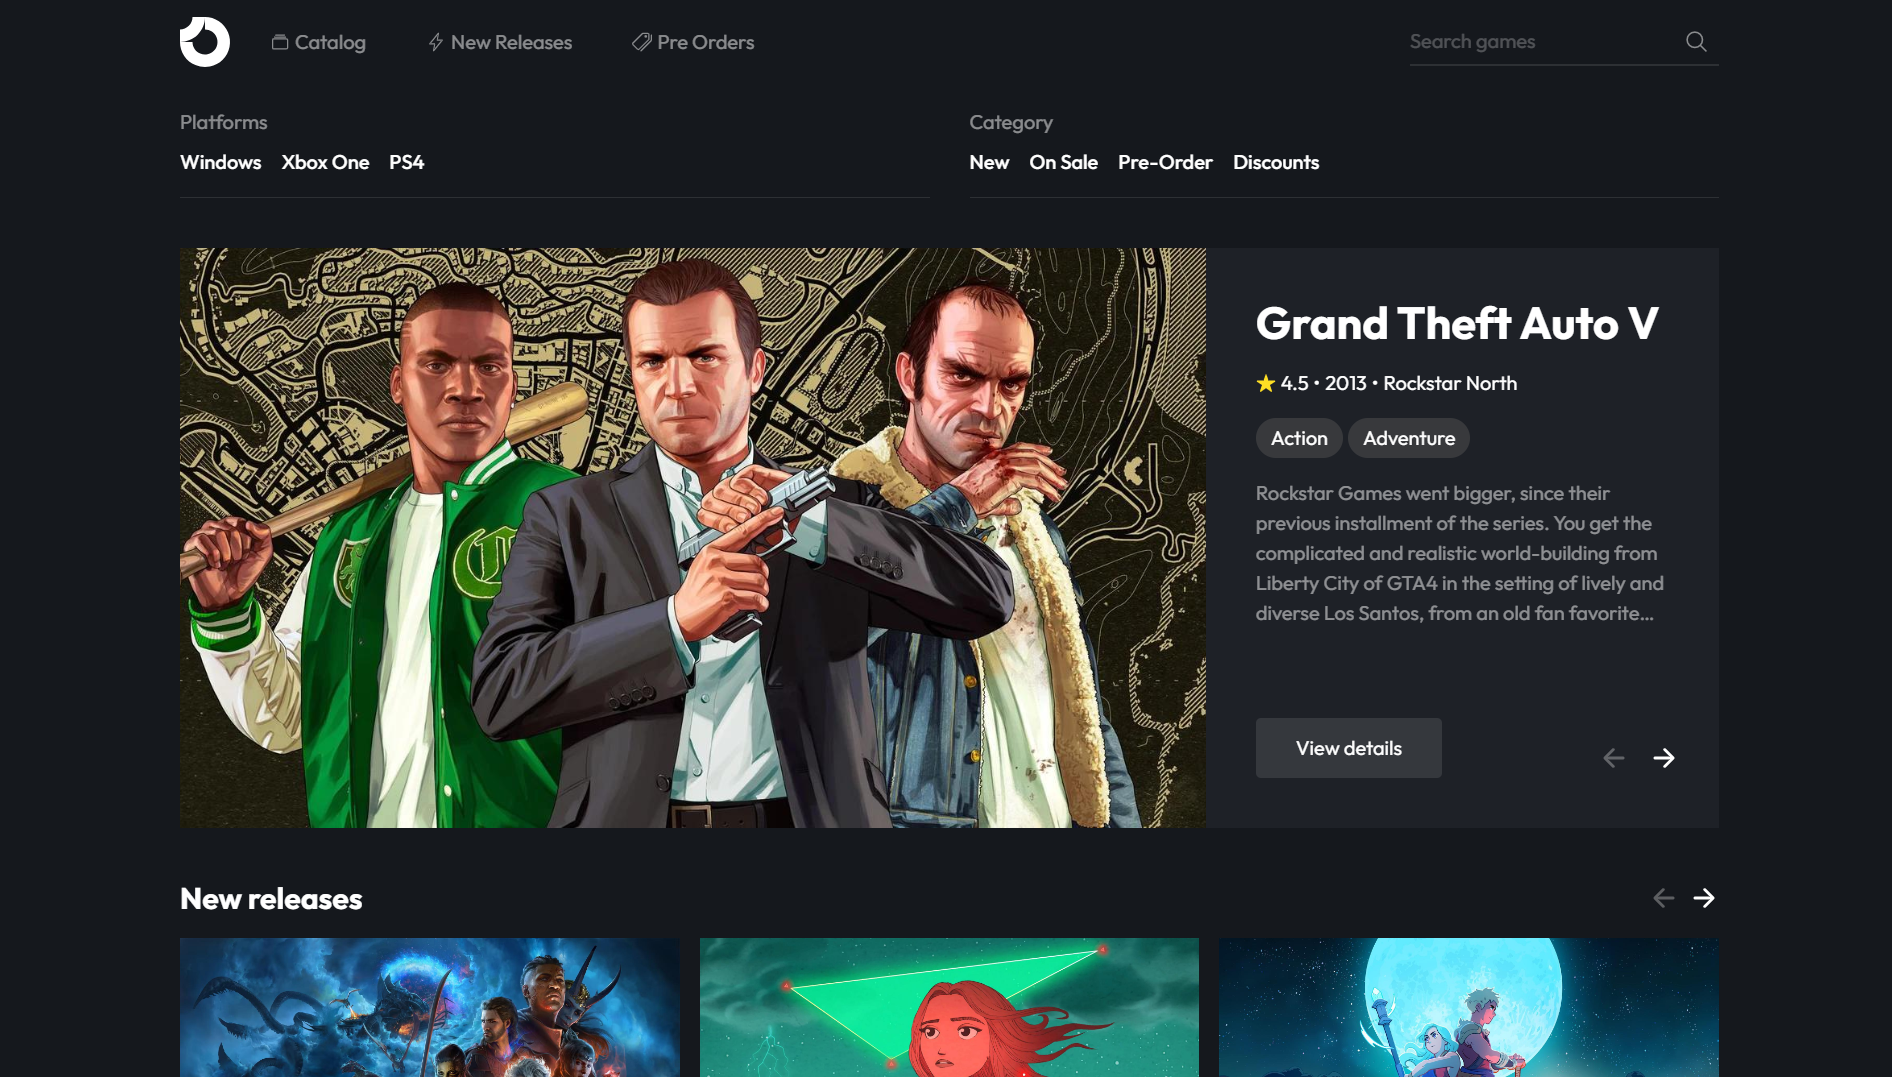 Catalog
New Releases
Pre Orders
Search games
Platforms
Windows Xbox One PS4
Category
New On Sale Pre-Order Discounts
Grand Theft Auto V
4.5 • 2013 • Rockstar North
Action Adventure
Rockstar Games went bigger, since their
previous installment of the series. You get the
complicated and realistic world-building from
Liberty City of GTA4 in the setting of lively and
diverse Los Santos, from an old fan favorite...
View details
New releases